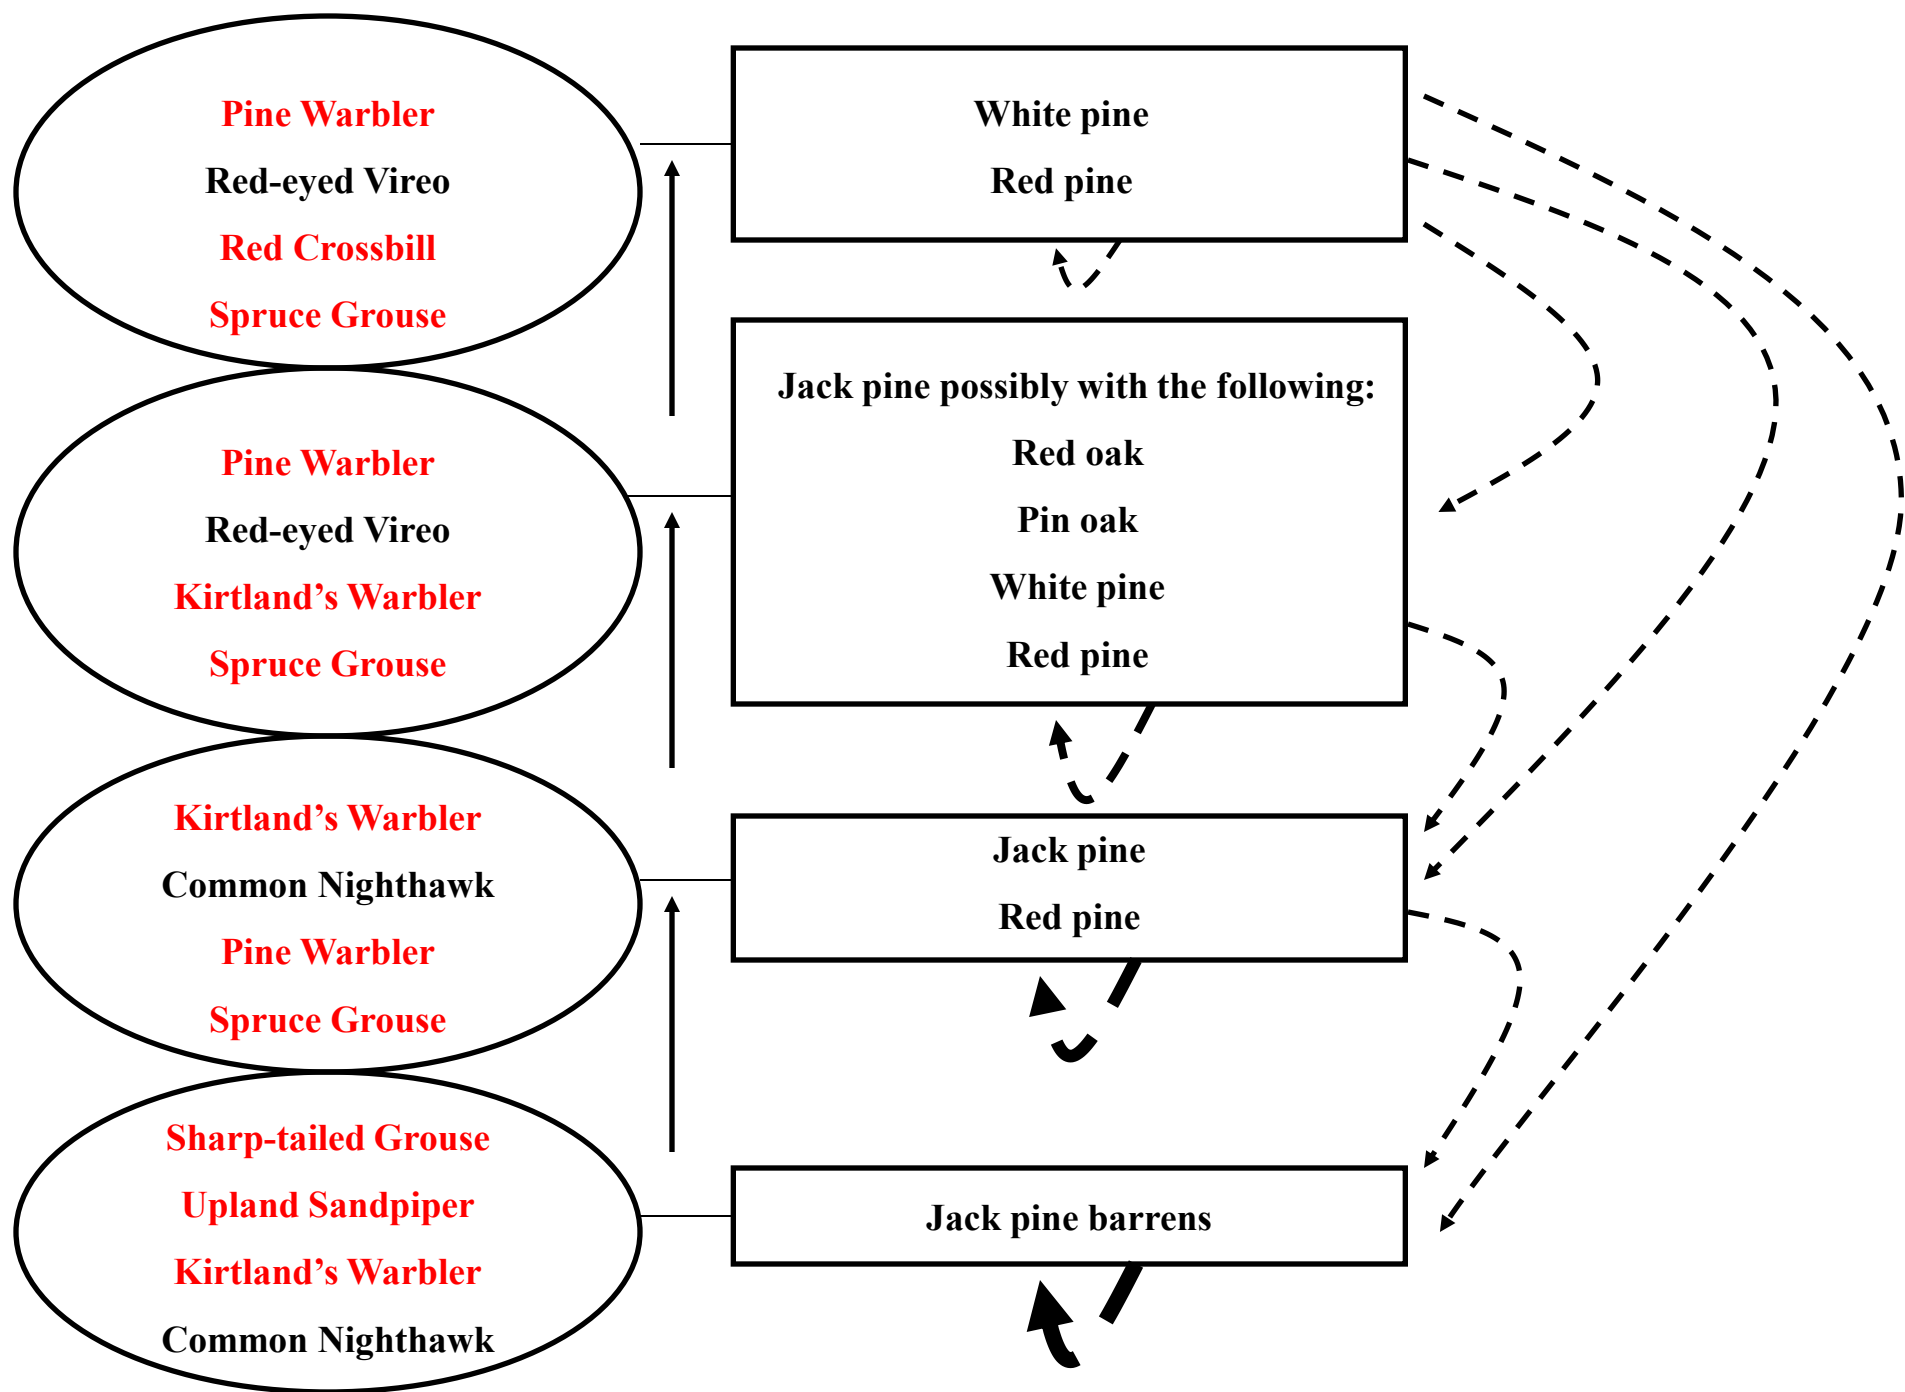 Pine Warbler
Red-eyed Vireo
Red Crossbill
Spruce Grouse
White pine
Red pine
Pine Warbler
Red-eyed Vireo
Kirtland’s Warbler
Spruce Grouse
Jack pine possibly with the following:
Red oak
Pin oak
White pine
Red pine
Kirtland’s Warbler
Common Nighthawk
Pine Warbler
Spruce Grouse
Jack pine
Red pine
Sharp-tailed Grouse
Upland Sandpiper
Kirtland’s Warbler
Common Nighthawk
Jack pine barrens